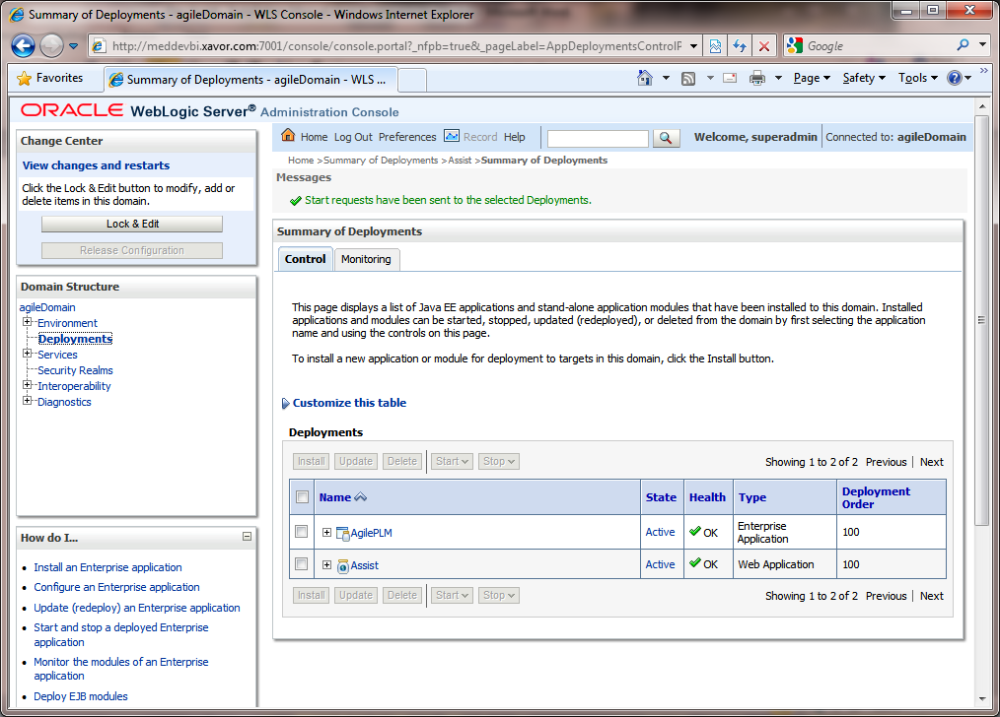 Summary of Deployments - agileDomain - WLS Console - Windows Internet Explorer
http://meddevbi.xavor.com:7001/console/console.portal?_nfpb=true&_pageLabel=AppDeploymentsControlP
Google
Favorites
Summary of Deployments - agileDomain - WLS ...
Page
Safety
Tools
ORACLE WebLogic Server® Administration Console
Change Center
View changes and restarts
Click the Lock & Edit button to modify, add or
delete items in this domain.
Lock & Edit
Release Configuration
Domain Structure
agileDomain
Environment
Deployments
Services
Security Realms
Interoperability
Diagnostics
How do I...
Install an Enterprise application
Configure an Enterprise application
Update (redeploy) an Enterprise application
Start and stop a deployed Enterprise
application
Monitor the modules of an Enterprise
application
Deploy EJB modules
Home Log Out Preferences Record Help
Welcome, superadmin
Connected to: agileDomain
Home >Summary of Deployments >Assist >Summary of Deployments
Messages
Start requests have been sent to the selected Deployments.
Summary of Deployments
Control Monitoring
This page displays a list of Java EE applications and stand-alone application modules that have been installed to this domain. Installed
applications and modules can be started, stopped, updated (redeployed), or deleted from the domain by first selecting the application
name and using the controls on this page.
To install a new application or module for deployment to targets in this domain, click the Install button.
Customize this table
Deployments
Install Update Delete Start Stop Showing 1 to 2 of 2 Previous | Next
Name State Health Type Deployment
Order
AgilePLM Active OK Enterprise
Application 100
Assist Active OK Web Application 100
Install Update Delete Start Stop Showing 1 to 2 of 2 Previous | Next